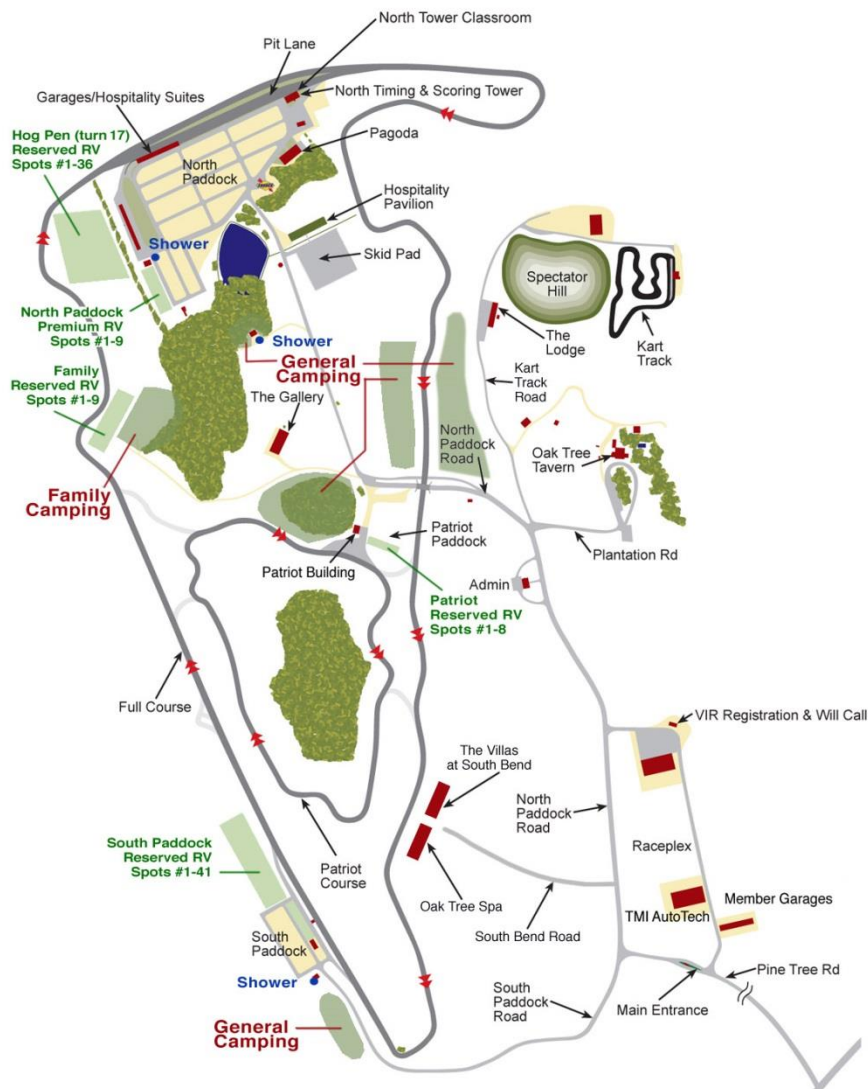 North Tower Classroom
Pit Lane
North Timing & Scoring Tower
Garages/Hospitality Suites
Pagoda
Hog Pen (turn 17)
Reserved RV
Spots #1-36
North
Paddock
Hospitality
Pavilion
Shower
Skid Pad
Spectator
Hill
North Paddock
Premium RV
Spots #1-9
Shower
The
Lodge
Kart
Track
General
Camping
Family
Reserved RV
Spots #1-9
Kart
Track
Road
The Gallery
North
Paddock
Road
Oak Tree
Tavern
Family
Camping
Patriot
Paddock
Plantation Rd
Patriot Building
Admin
Patriot
Reserved RV
Spots #1-8
Full Course
VIR Registration & Will Call
The Villas
at South Bend
North
Paddock
Road
South Paddock
Reserved RV
Spots #1-41
Patriot
Course
Raceplex
Oak Tree Spa
Member Garages
TMI AutoTech
South Bend Road
South
Paddock
Pine Tree Rd
Shower
South
Paddock
Road
Main Entrance
General
Camping